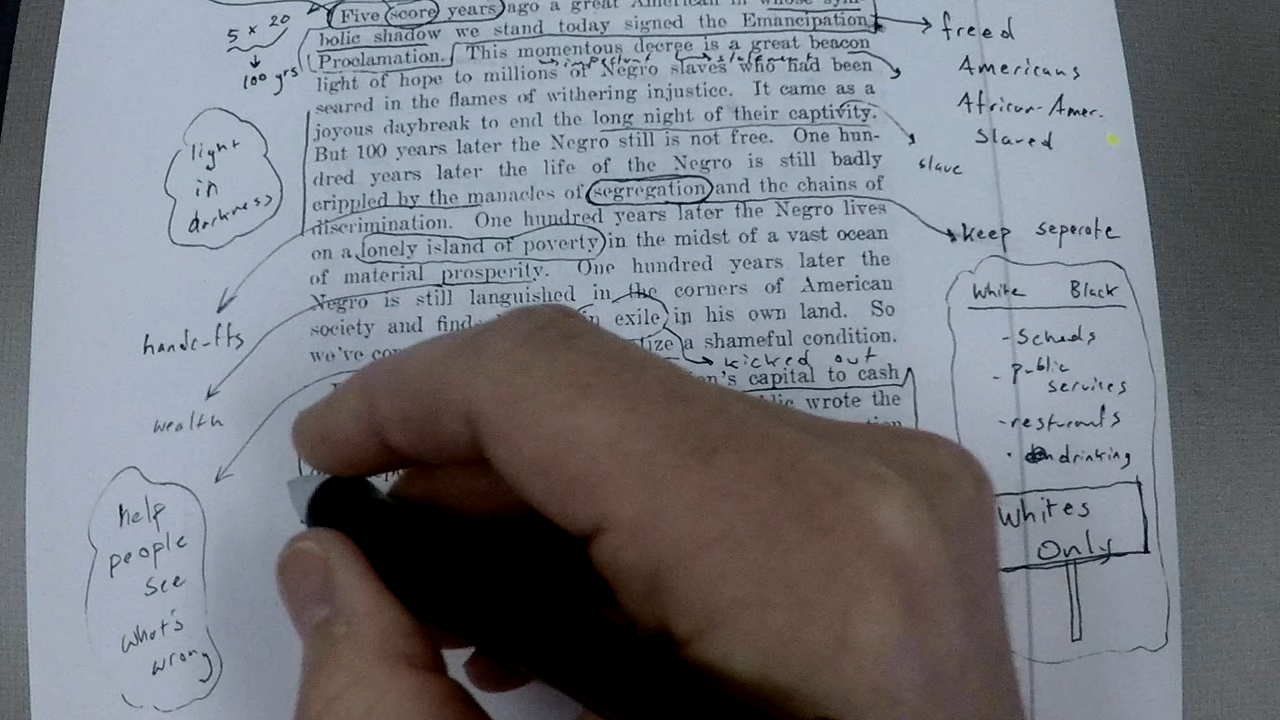 Five score years ago a great American in whose sym-
bolic shadow we stand today signed the Emancipation
Proclamation. This momentous decree is a great beacon
light of hope to millions of Negro slaves who had been
seared in the flames of withering injustice. It came as a
joyous daybreak to end the long night of their captivity.
But 100 years later the Negro still is not free. One hun-
dred years later the life of the Negro is still badly
crippled by the manacles of segregation and the chains of
discrimination. One hundred years later the Negro lives
on a lonely island of poverty in the midst of a vast ocean
of material prosperity. One hundred years later the
Negro is still languished in the corners of American
society and finds in exile in his own land. So
we've a shameful condition.
capital to cash
wrote the
5 x 20
100 yrs
light
in
darkness
handcuffs
wealth
help
people
see
what's
wrong
important
statement
kicked out
freed
Americans
African-Amer.
Slaved
slave
keep seperate
White Black
- Schools
- public
services
- resturants
drinking
Whites
Only